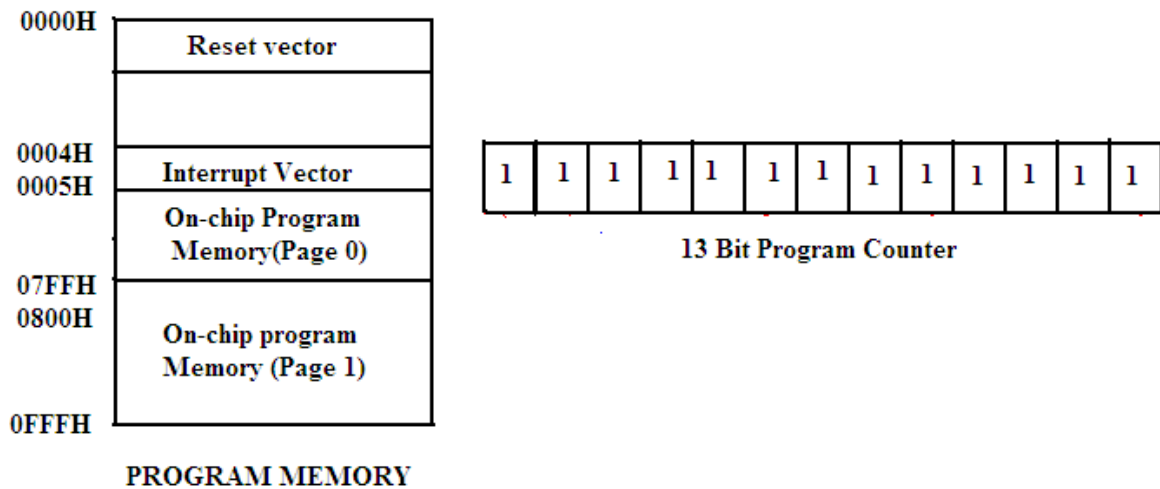 0000H
Reset vector
0004H
Interrupt Vector
0005H
On-chip Program
Memory(Page 0)
07FFH
0800H
On-chip program
Memory (Page 1)
0FFFH
PROGRAM MEMORY
1 1 1 1 1 1 1 1 1 1 1 1 1
13 Bit Program Counter